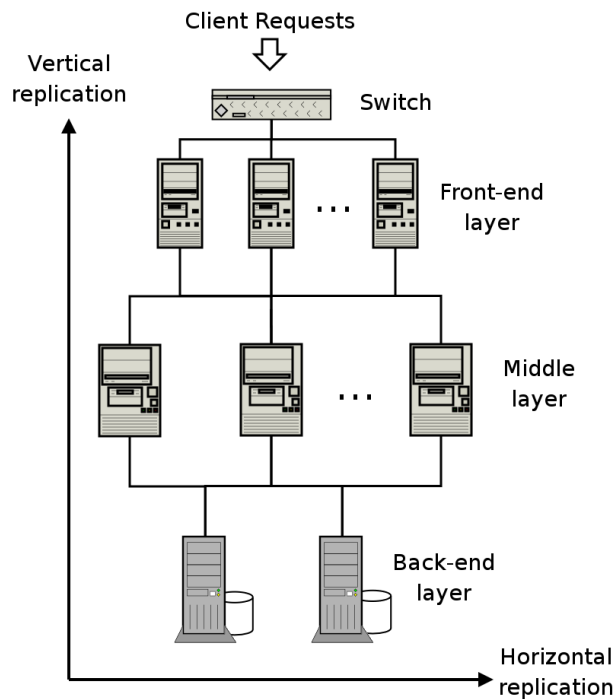 Client Requests
Vertical
replication
Switch
Front-end
layer
...
Middle
layer
...
Back-end
layer
Horizontal
replication